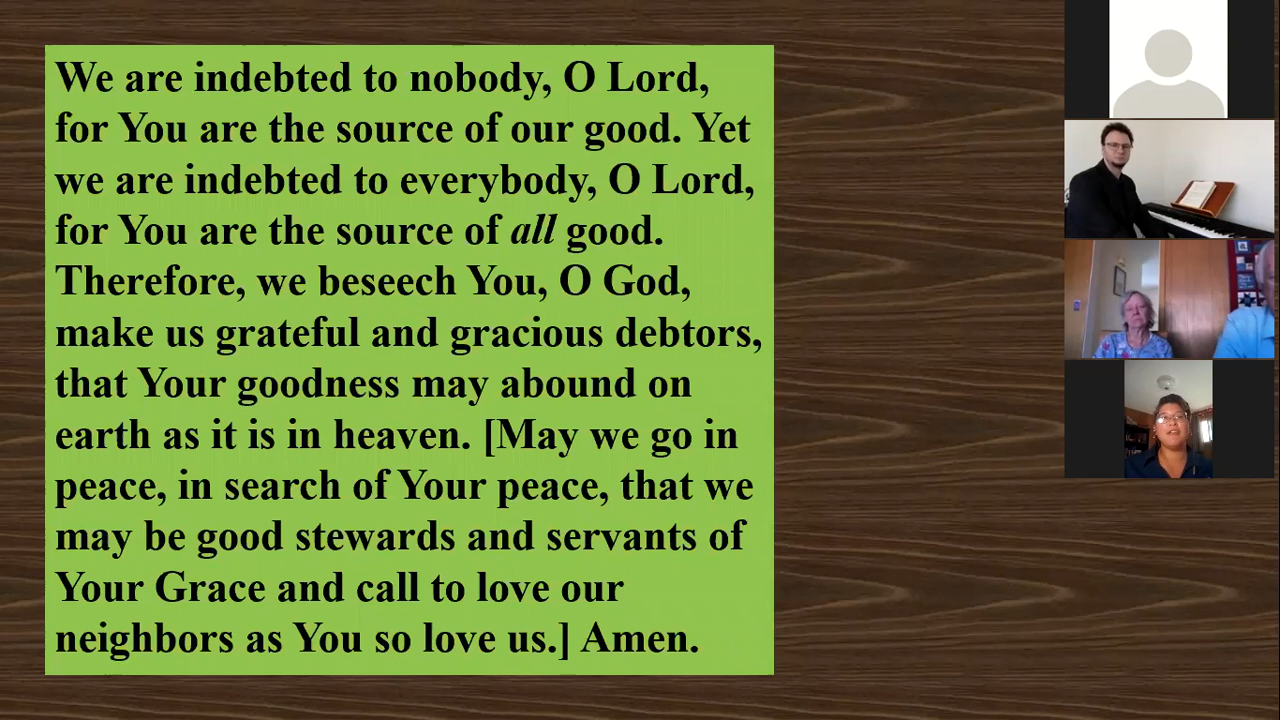 We are indebted to nobody, O Lord,
for You are the source of our good. Yet
we are indebted to everybody, O Lord,
for You are the source of all good.
Therefore, we beseech You, O God,
make us grateful and gracious debtors,
that Your goodness may abound on
earth as it is in heaven. [May we go in
peace, in search of Your peace, that we
may be good stewards and servants of
Your Grace and call to love our
neighbors as You so love us.] Amen.